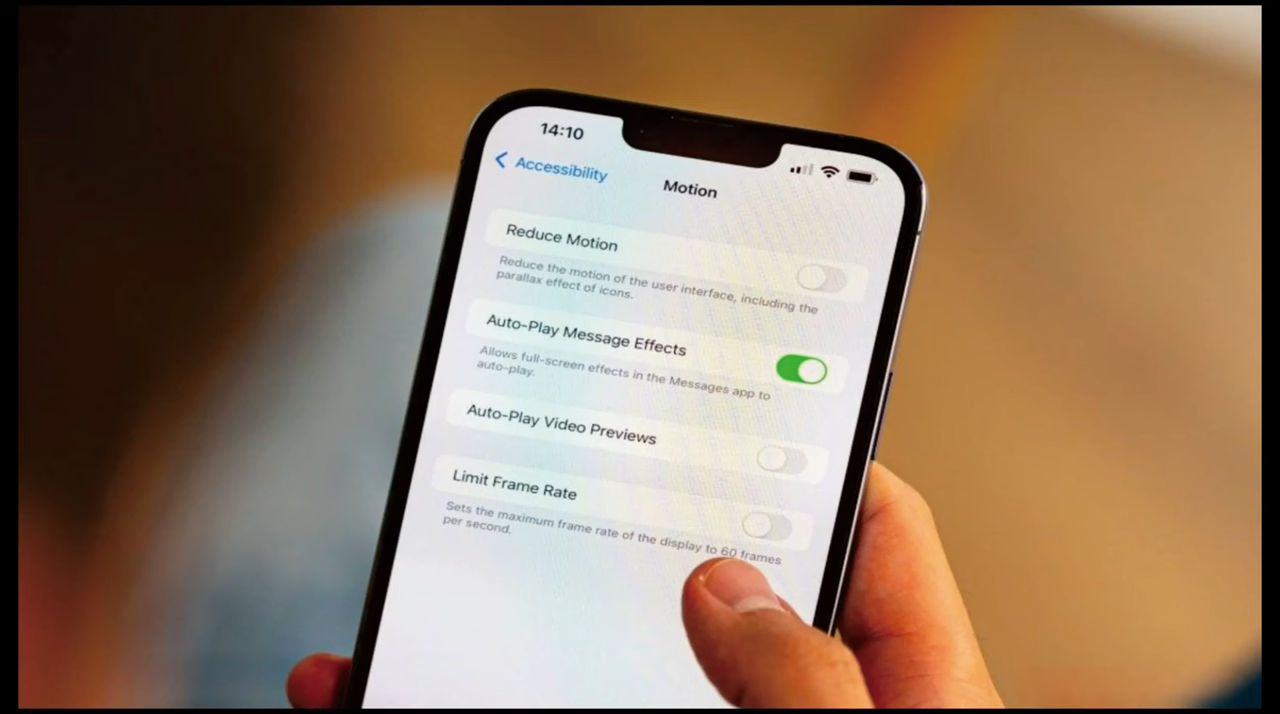 14:10
Accessibility
Motion
Reduce Motion
Reduce the motion of the user interface, including the
parallax effect of icons.
Auto-Play Message Effects
Allows full-screen effects in the Messages app to
auto-play.
Auto-Play Video Previews
Limit Frame Rate
Sets the maximum frame rate of the display to 60 frames
per second.